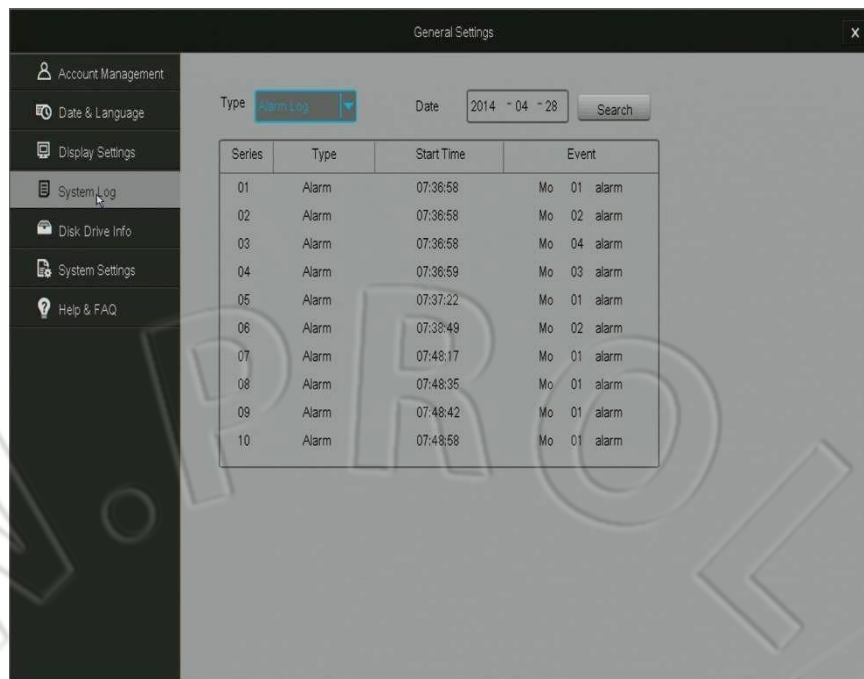 General Settings
X
Account Management
Date & Language
Display Settings
System Log
Disk Drive Info
System Settings
Help & FAQ
Type Alarm Log Date 2014 - 04 - 28 Search
Series Type Start Time Event
01 Alarm 07:36:58 Mo 01 alarm
02 Alarm 07:36:58 Mo 02 alarm
03 Alarm 07:36:58 Mo 04 alarm
04 Alarm 07:36:59 Mo 03 alarm
05 Alarm 07:37:22 Mo 01 alarm
06 Alarm 07:38:49 Mo 02 alarm
07 Alarm 07:48:17 Mo 01 alarm
08 Alarm 07:48:35 Mo 01 alarm
09 Alarm 07:48:42 Mo 01 alarm
10 Alarm 07:48:58 Mo 01 alarm